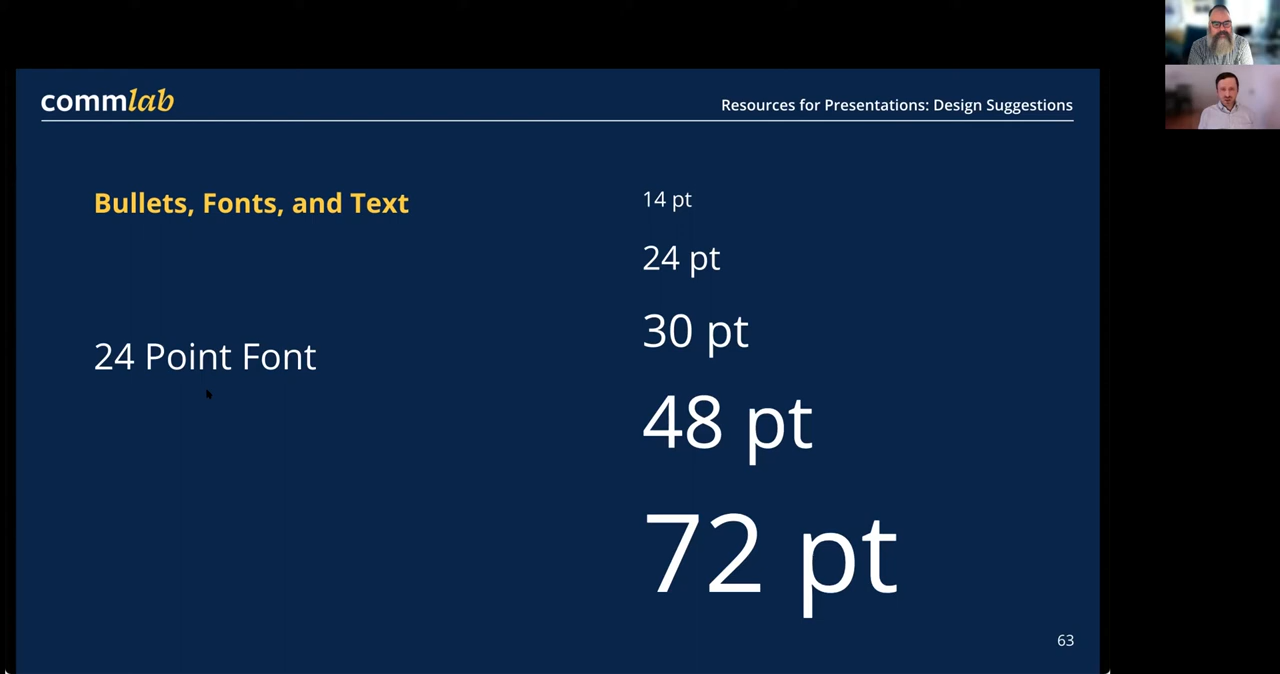 commlab
Resources for Presentations: Design Suggestions
Bullets, Fonts, and Text
24 Point Font
14 pt
24 pt
30 pt
48 pt
72 pt
63